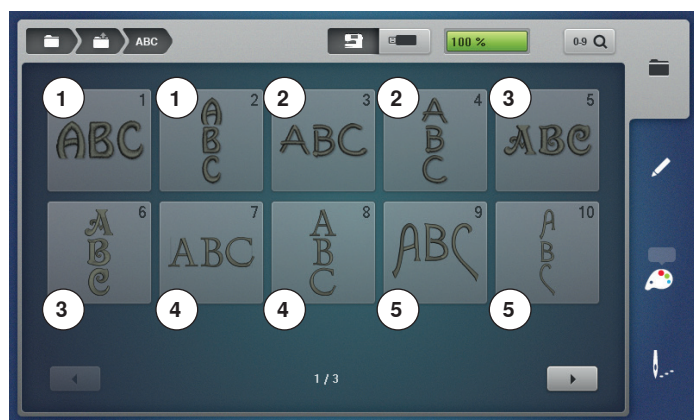 ABC 100 % 0-9
1 1 1 2 2 3 2 4 3 5
ABC A B C ABC A B C ABC
6 7 8 9 10
A B C ABC A B C ABC A B C
3 4 4 5 5
1 / 3